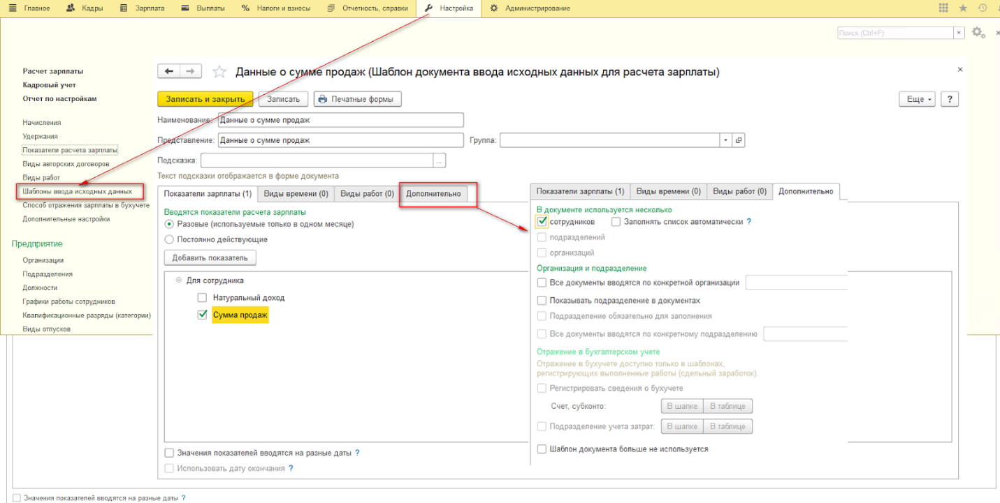 Главное Кадры Зарплата Выплаты % Налоги и взносы Отчетность, справки Настройка Администрирование
Поиск (Ctrl+F) ×
Расчет зарплаты
Кадровый учет
Отчет по настройкам
Начисления
Удержания
Показатели расчета зарплаты
Виды авторских договоров
Виды работ
Шаблоны ввода исходных данных
Способ отражения зарплаты в бухучете
Дополнительные настройки
Предприятие
Организации
Подразделения
Должности
Графики работы сотрудников
Квалификационные разряды (категории)
Виды отпусков
Данные о сумме продаж (Шаблон документа ввода исходных данных для расчета зарплаты) ×
Записать и закрыть Записать Печатные формы Еще ?
Наименование: Данные о сумме продаж
Представление: Данные о сумме продаж Группа:
Подсказка: ...
Текст подсказки отображается в форме документа
Показатели зарплаты (1) Виды времени (0) Виды работ (0) Дополнительно
Вводятся показатели расчета зарплаты
Разовые (используемые только в одном месяце)
Постоянно действующие
Добавить показатель
Для сотрудника
Натуральный доход
Сумма продаж
Значения показателей вводятся на разные даты ?
Использовать дату окончания ?
Показатели зарплаты (1) Виды времени (0) Виды работ (0) Дополнительно
В документе используется несколько
сотрудников Заполнять список автоматически ?
подразделений
организаций
Организация и подразделение
Все документы вводятся по конкретной организации
Показывать подразделение в документах
Подразделение обязательно для заполнения
Все документы вводятся по конкретному подразделению
Отражение в бухгалтерском учете
Отражение в бухучете доступно только в шаблонах,
регистрирующих выполненные работы (сдельный заработок).
Регистрировать сведения о бухучете
Счет, субконто: В шапке В таблице
Подразделение учета затрат: В шапке В таблице
Шаблон документа больше не используется
Значения показателей вводятся на разные даты ?